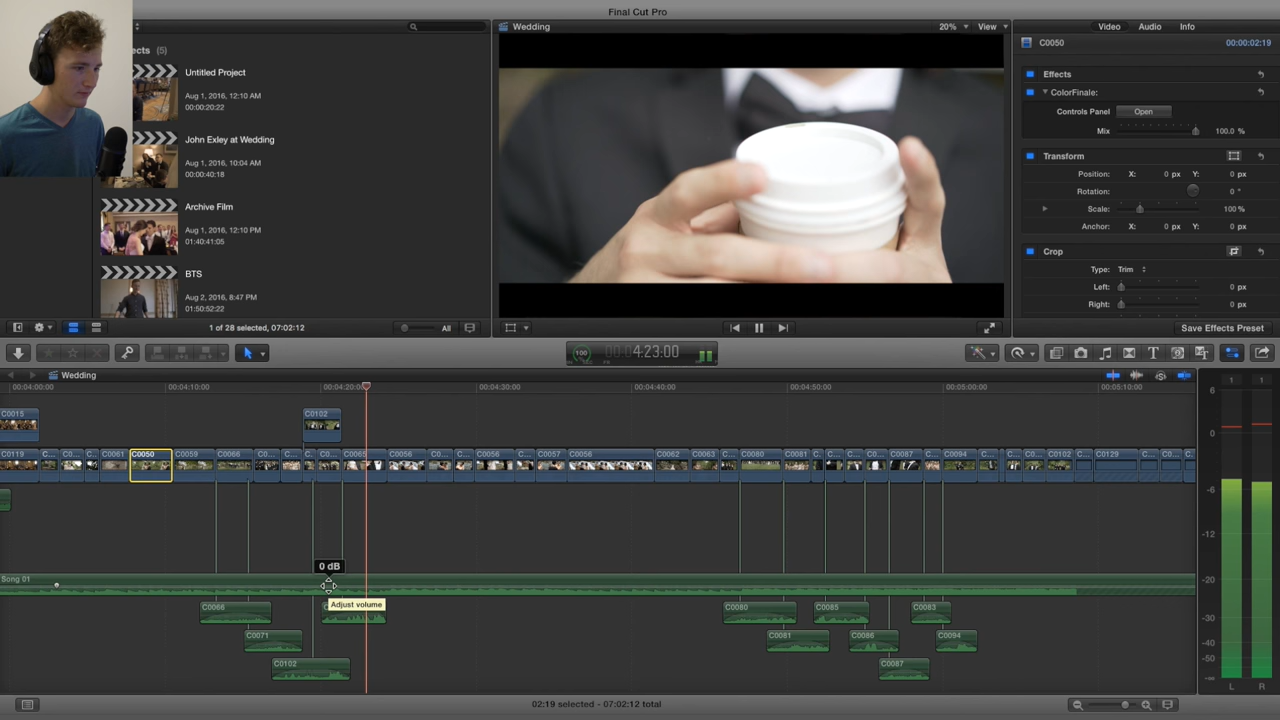 Final Cut Pro
ects (5)
Untitled Project
Aug 1, 2016, 12:10 AM
00:00:20:22
John Exley at Wedding
Aug 1, 2016, 10:04 AM
00:00:40:18
Archive Film
Aug 1, 2016, 12:10 PM
01:40:41:05
BTS
Aug 2, 2016, 8:47 PM
01:50:52:22
1 of 28 selected, 07:02:12
All
Wedding
20%
View
Video
Audio
Info
C0050
00:00:02:19
Effects
ColorFinale:
Controls Panel
Open
Mix
100.0 %
Transform
Position:
X:
0 px
Y:
0 px
Rotation:
0 °
Scale:
100 %
Anchor:
X:
0 px
Y:
0 px
Crop
Type:
Trim
Left:
0 px
Right:
0 px
Save Effects Preset
100
4:23:00
Wedding
00:04:00:00
00:04:10:00
00:04:20:00
00:04:30:00
00:04:40:00
00:04:50:00
00:05:00:00
00:05:10:00
C0015
C0102
C0119
C...
C0...
C...
C0061
C0050
C0059
C0066
C0...
C...
C...
C0...
C0065
C0056
C0...
C...
C0056
C0057
C0056
C0062
C0063
C...
C0080
C0081
C...
C...
C...
C...
C0087
C...
C0094
C...
C...
C0...
C0102
C...
C0129
C...
C0...
C...
0 dB
Song 01
Adjust volume
C0066
C0071
C0102
C0080
C0085
C0083
C0081
C0086
C0094
C0087
1
1
6
0
-6
-12
-20
-30
-40
-50
-∞
L
R
02:19 selected - 07:02:12 total